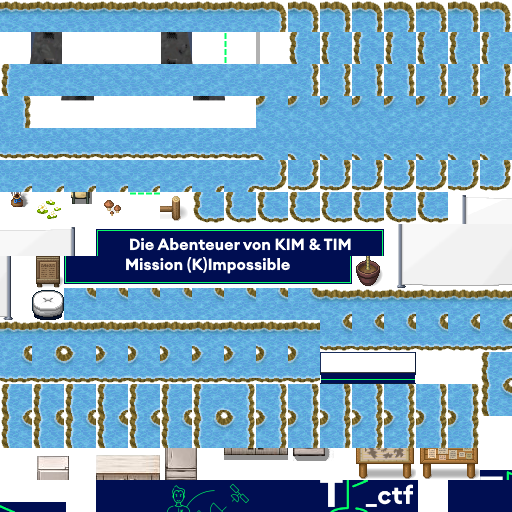 Die Abenteuer von KIM & TIM
Mission (K)Impossible
_ctf